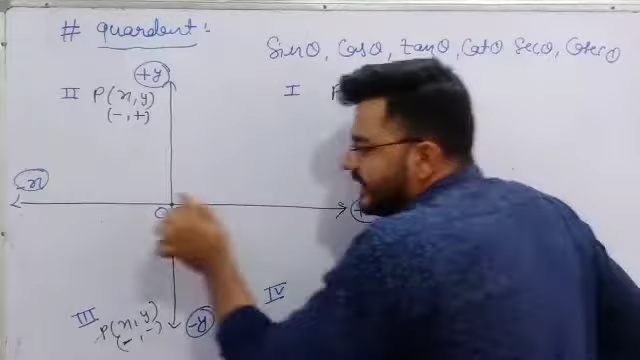 # Quardent :
Sinθ, Cosθ, tanθ, Cotθ Secθ, Cosecθ
+y
II P(x,y) I P
(-,+)
-x
O +
IV
III P(x,y) -y
(-,-)